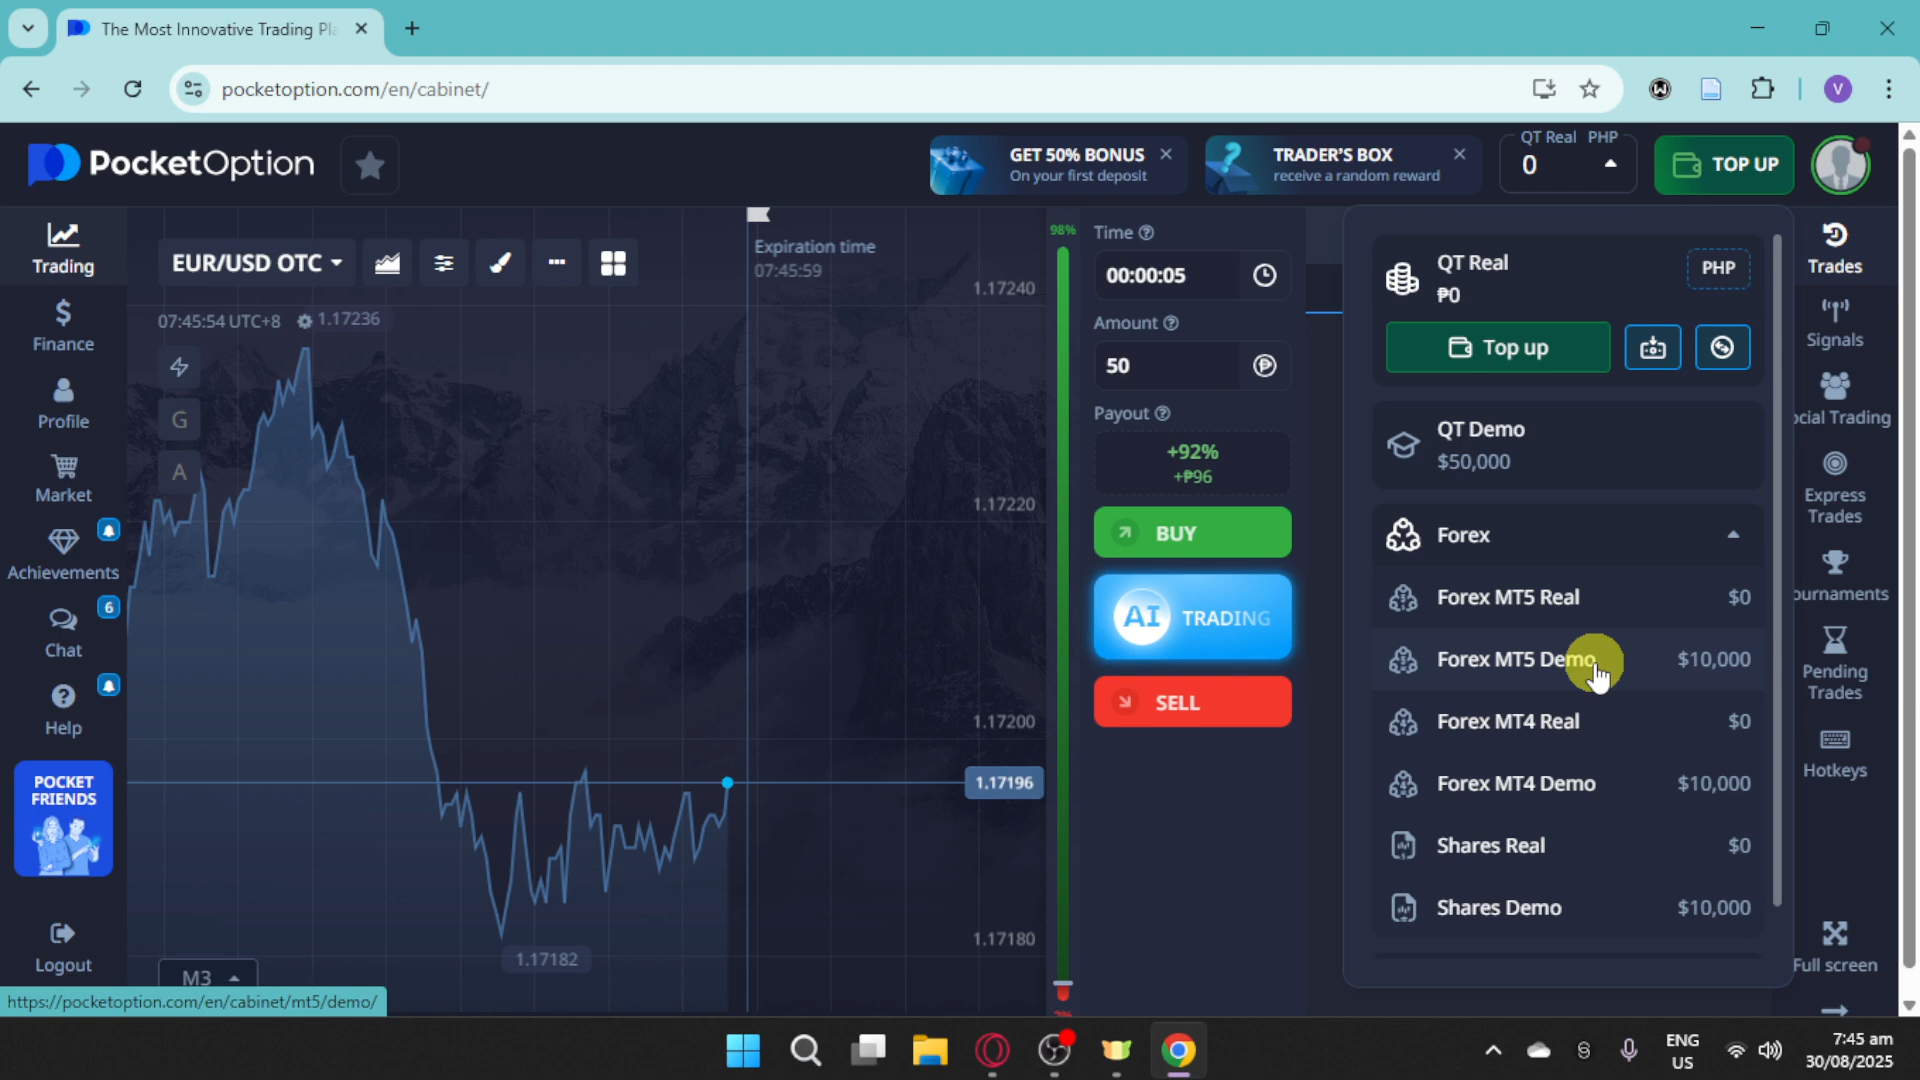 The Most Innovative Trading Pla
pocketoption.com/en/cabinet/
PocketOption
GET 50% BONUS
On your first deposit
TRADER'S BOX
receive a random reward
QT Real PHP
0
TOP UP
Trading
Finance
Profile
Market
Achievements
6
Chat
Help
POCKET
FRIENDS
Logout
EUR/USD OTC
07:45:54 UTC+8
1.17236
G
A
Expiration time
07:45:59
1.17240
1.17220
1.17200
1.17196
1.17180
1.17182
M3
98%
Time
00:00:05
Amount
50
Payout
+92%
+₱96
BUY
AI TRADING
SELL
QT Real
₱0
PHP
Top up
QT Demo
$50,000
Forex
Forex MT5 Real $0
Forex MT5 Demo $10,000
Forex MT4 Real $0
Forex MT4 Demo $10,000
Shares Real $0
Shares Demo $10,000
Trades
Signals
cial Trading
Express
Trades
ournaments
Pending
Trades
Hotkeys
Full screen
https://pocketoption.com/en/cabinet/mt5/demo/
V
ENG
US
7:45 am
30/08/2025